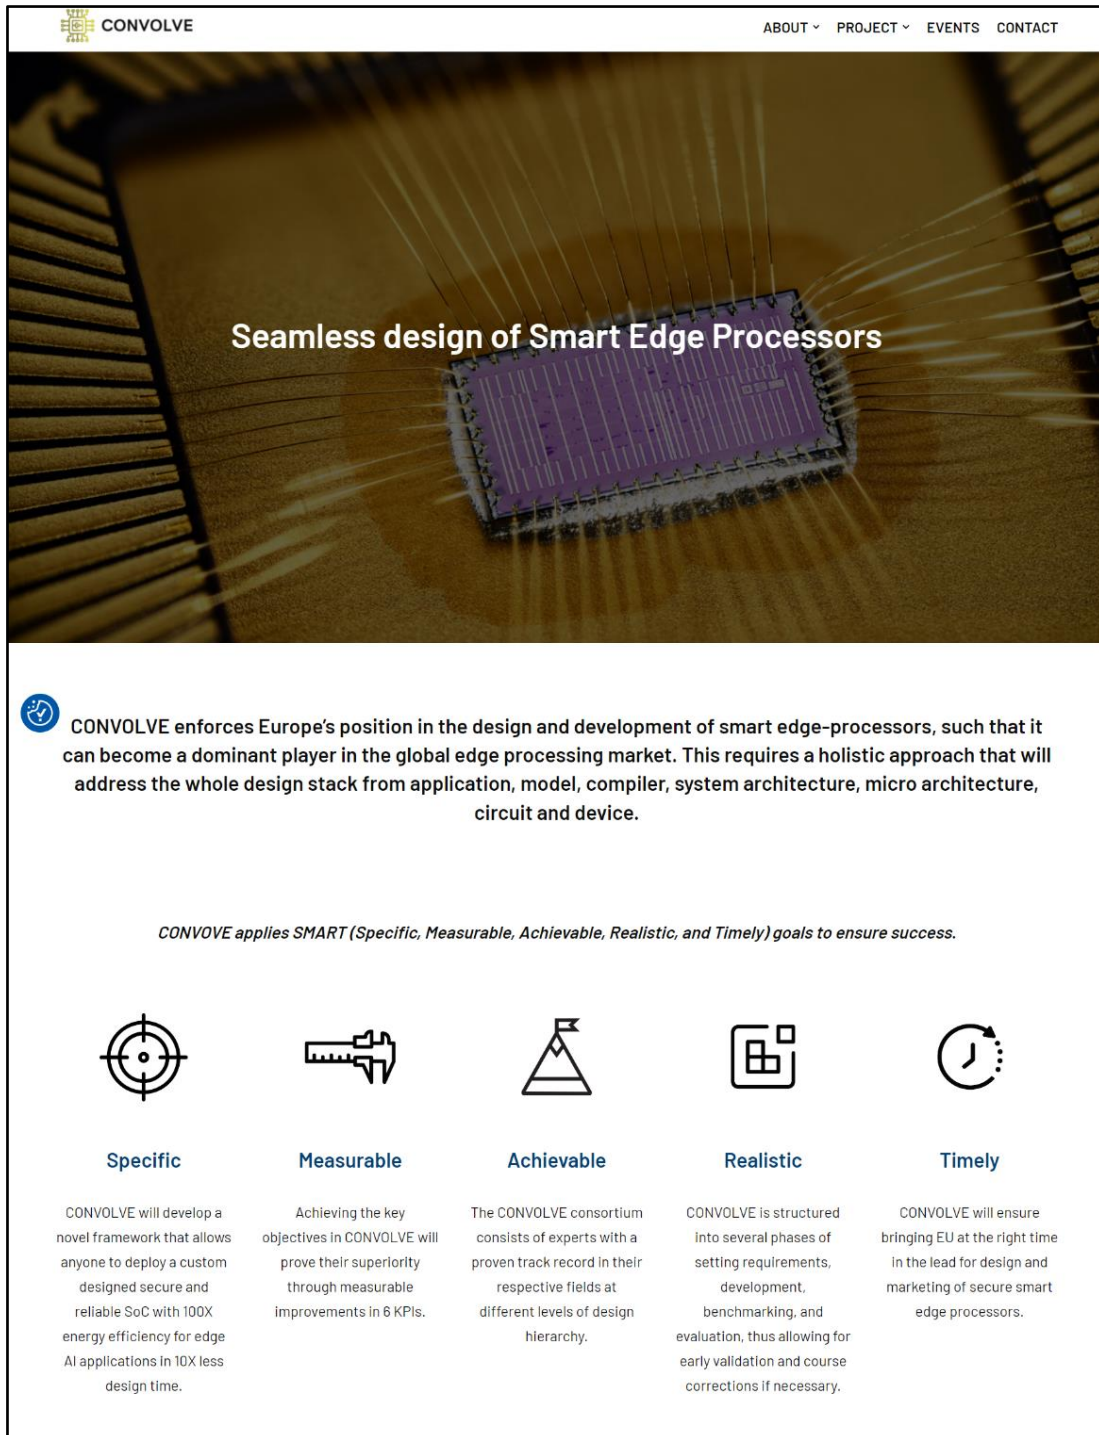 CONVOLVE
ABOUT PROJECT EVENTS CONTACT
Seamless design of Smart Edge Processors
CONVOLVE enforces Europe's position in the design and development of smart edge-processors, such that it
can become a dominant player in the global edge processing market. This requires a holistic approach that will
address the whole design stack from application, model, compiler, system architecture, micro architecture,
circuit and device.
CONVOVE applies SMART (Specific, Measurable, Achievable, Realistic, and Timely) goals to ensure success.
Specific
CONVOLVE will develop a
novel framework that allows
anyone to deploy a custom
designed secure and
reliable SoC with 100X
energy efficiency for edge
AI applications in 10X less
design time.
Measurable
Achieving the key
objectives in CONVOLVE will
prove their superiority
through measurable
improvements in 6 KPIs.
Achievable
The CONVOLVE consortium
consists of experts with a
proven track record in their
respective fields at
different levels of design
hierarchy.
Realistic
CONVOLVE is structured
into several phases of
setting requirements,
development,
benchmarking, and
evaluation, thus allowing for
early validation and course
corrections if necessary.
Timely
CONVOLVE will ensure
bringing EU at the right time
in the lead for design and
marketing of secure smart
edge processors.